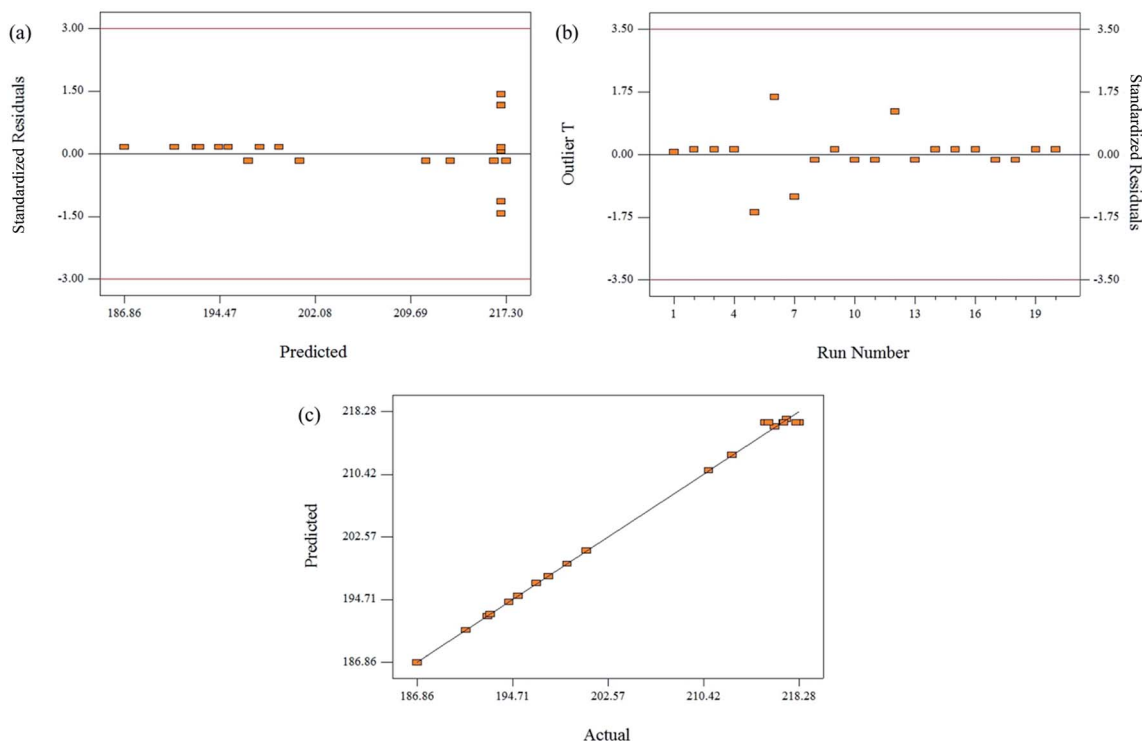 (a)
Standardized Residuals
3.00
1.50
0.00
-1.50
-3.00
186.86 194.47 202.08 209.69 217.30
Predicted
(b)
Outlier T
3.50
1.75
0.00
-1.75
-3.50
3.50
1.75
0.00
-1.75
-3.50
Standardized Residuals
1 4 7 10 13 16 19
Run Number
(c)
Predicted
218.28
210.42
202.57
194.71
186.86
186.86 194.71 202.57 210.42 218.28
Actual